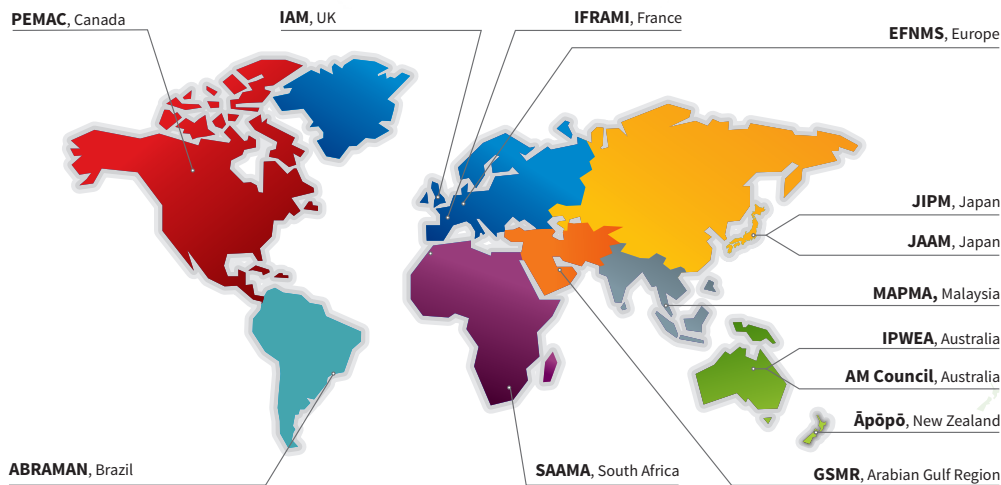 PEMAC, Canada
IAM, UK
IFRAMI, France
EFNMS, Europe
JIPM, Japan
JAAM, Japan
MAPMA, Malaysia
IPWEA, Australia
AM Council, Australia
Āpōpō, New Zealand
ABRAMAN, Brazil
SAAMA, South Africa
GSMR, Arabian Gulf Region